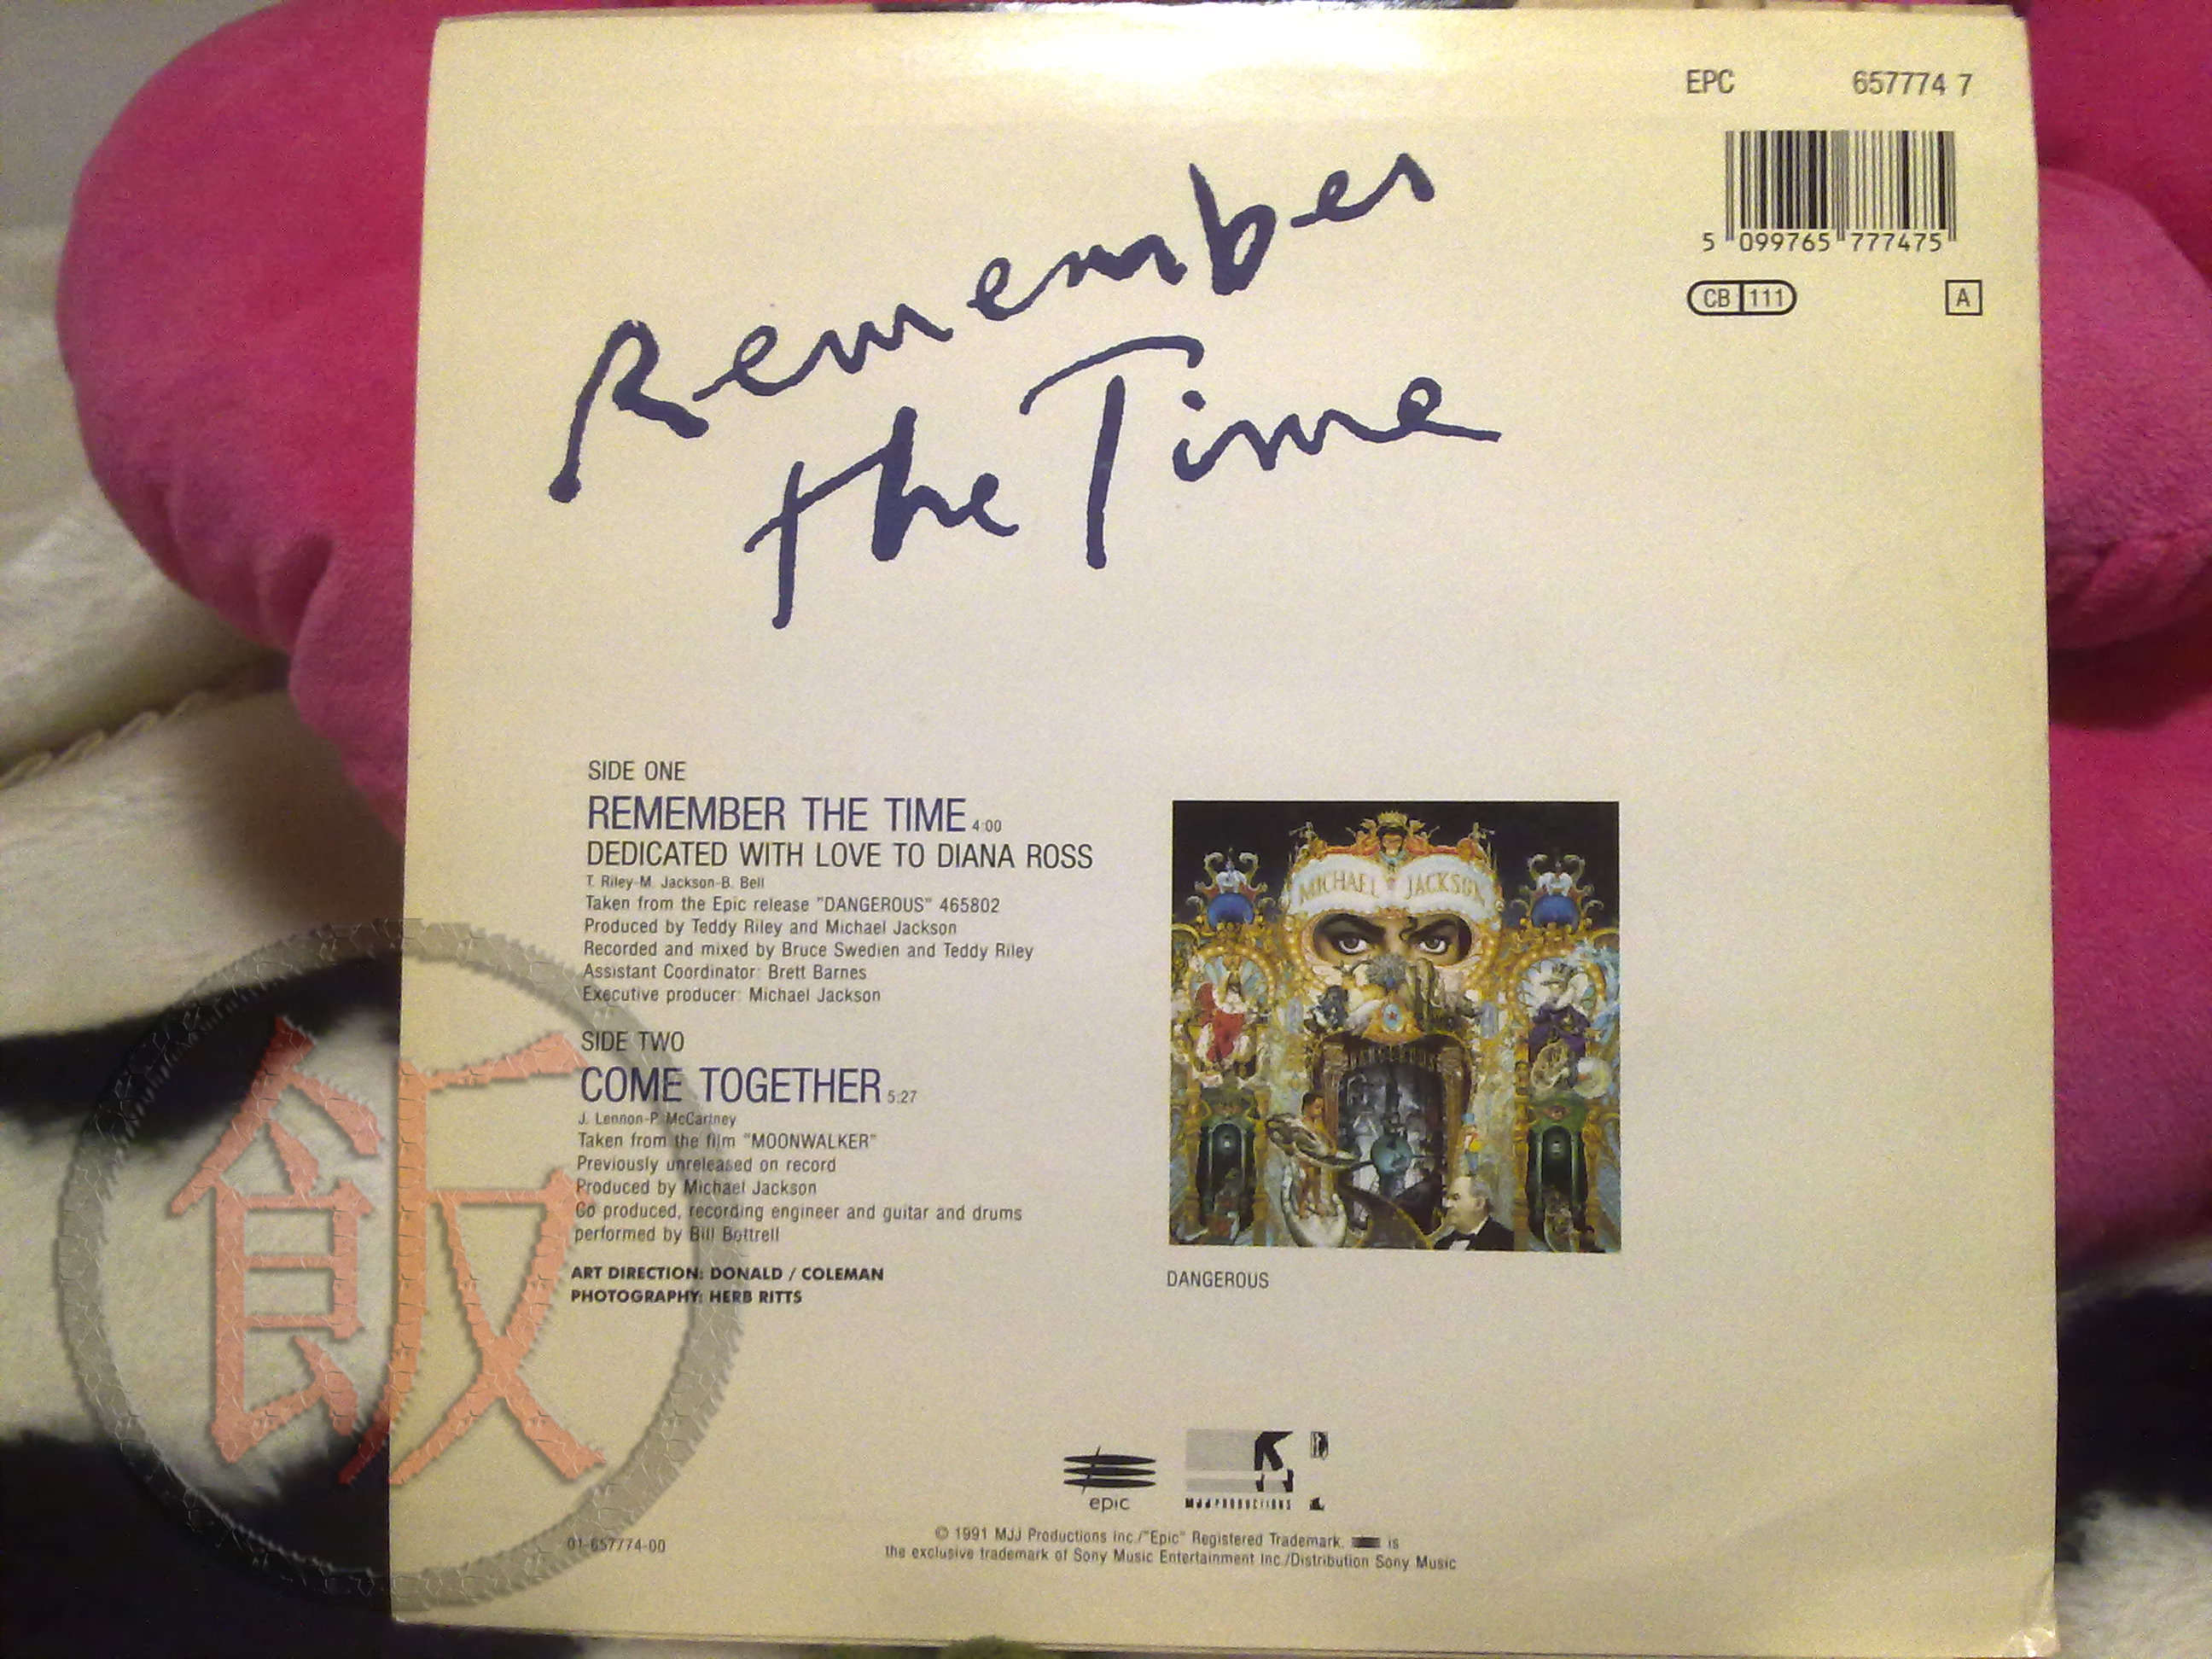 EPC 657774 7
5 099765 777475
CB 111 A
Remember
the Time
SIDE ONE
REMEMBER THE TIME 4:00
DEDICATED WITH LOVE TO DIANA ROSS
T. Riley-M. Jackson-B. Bell
Taken from the Epic release "DANGEROUS" 465802
Produced by Teddy Riley and Michael Jackson
Recorded and mixed by Bruce Swedien and Teddy Riley
Assistant Coordinator: Brett Barnes
Executive producer: Michael Jackson
SIDE TWO
COME TOGETHER 5:27
J. Lennon-P. McCartney
Taken from the film "MOONWALKER"
Previously unreleased on record
Produced by Michael Jackson
Co produced, recording engineer and guitar and drums
performed by Bill Bottrell
ART DIRECTION: DONALD / COLEMAN
PHOTOGRAPHY: HERB RITTS
MICHAEL JACKSON
DANGEROUS
DANGEROUS
飯
epic
MJJ PRODUCTIONS
01-657774-00
© 1991 MJJ Productions Inc./"Epic" Registered Trademark. is
the exclusive trademark of Sony Music Entertainment Inc./Distribution Sony Music